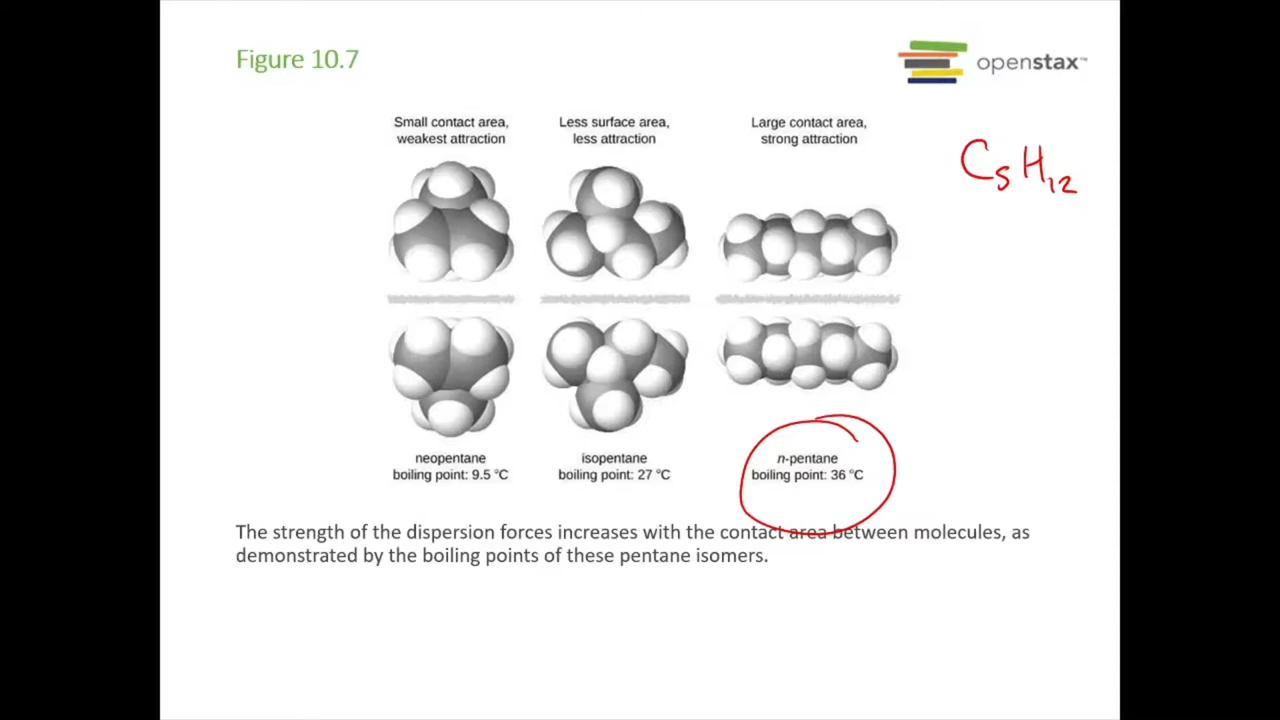 Figure 10.7
openstax™
Small contact area,
weakest attraction
Less surface area,
less attraction
Large contact area,
strong attraction
C₅H₁₂
neopentane
boiling point: 9.5 °C
isopentane
boiling point: 27 °C
n-pentane
boiling point: 36 °C
The strength of the dispersion forces increases with the contact area between molecules, as
demonstrated by the boiling points of these pentane isomers.